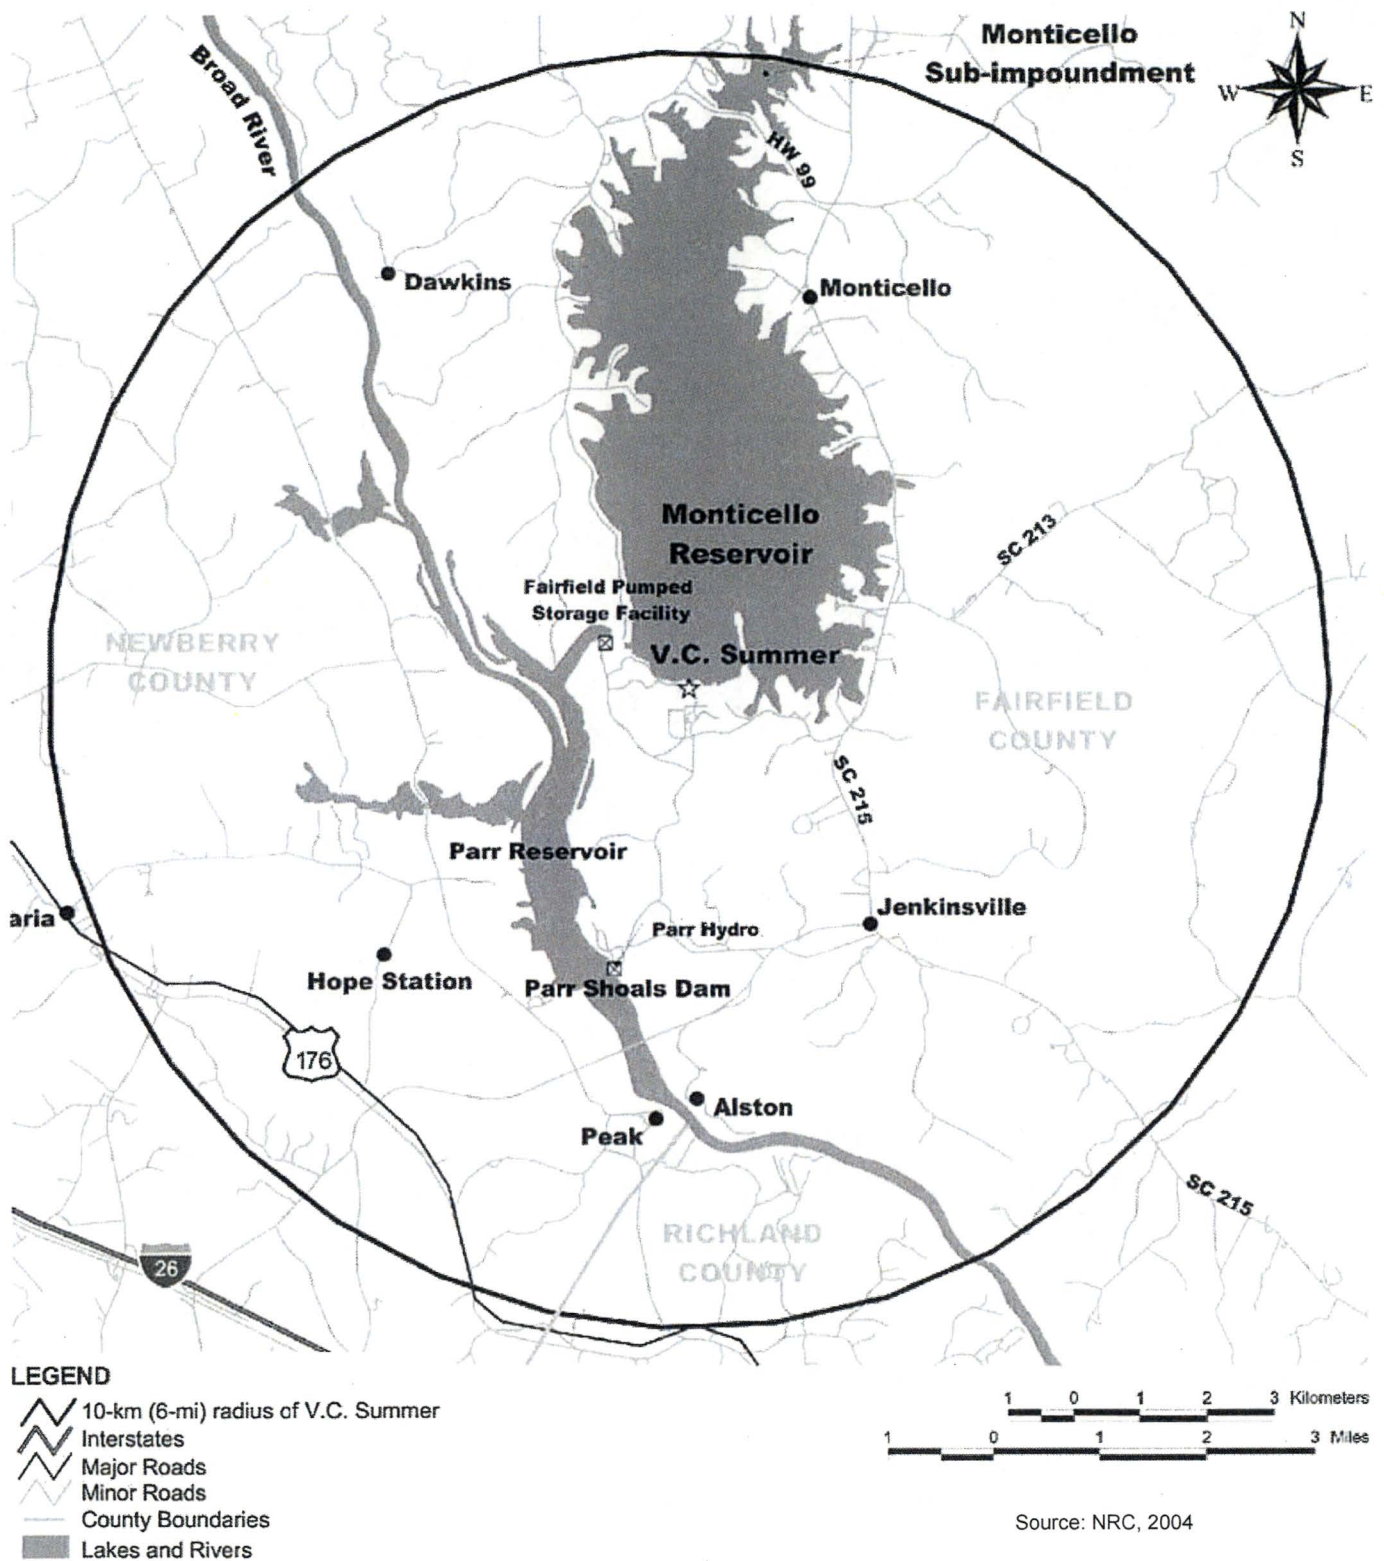 Monticello
Sub-impoundment
N
W
E
S
Broad River
HW 99
Dawkins
Monticello
Monticello
Reservoir
SC 213
Fairfield Pumped
Storage Facility
NEWBERRY
COUNTY
V.C. Summer
FAIRFIELD
COUNTY
SC 215
Parr Reservoir
aria
Jenkinsville
Parr Hydro
Hope Station
Parr Shoals Dam
176
Alston
Peak
SC 215
RICHLAND
COUNTY
26
LEGEND
10-km (6-mi) radius of V.C. Summer
Interstates
Major Roads
Minor Roads
County Boundaries
Lakes and Rivers
1 0 1 2 3 Kilometers
1 0 1 2 3 Miles
Source: NRC, 2004